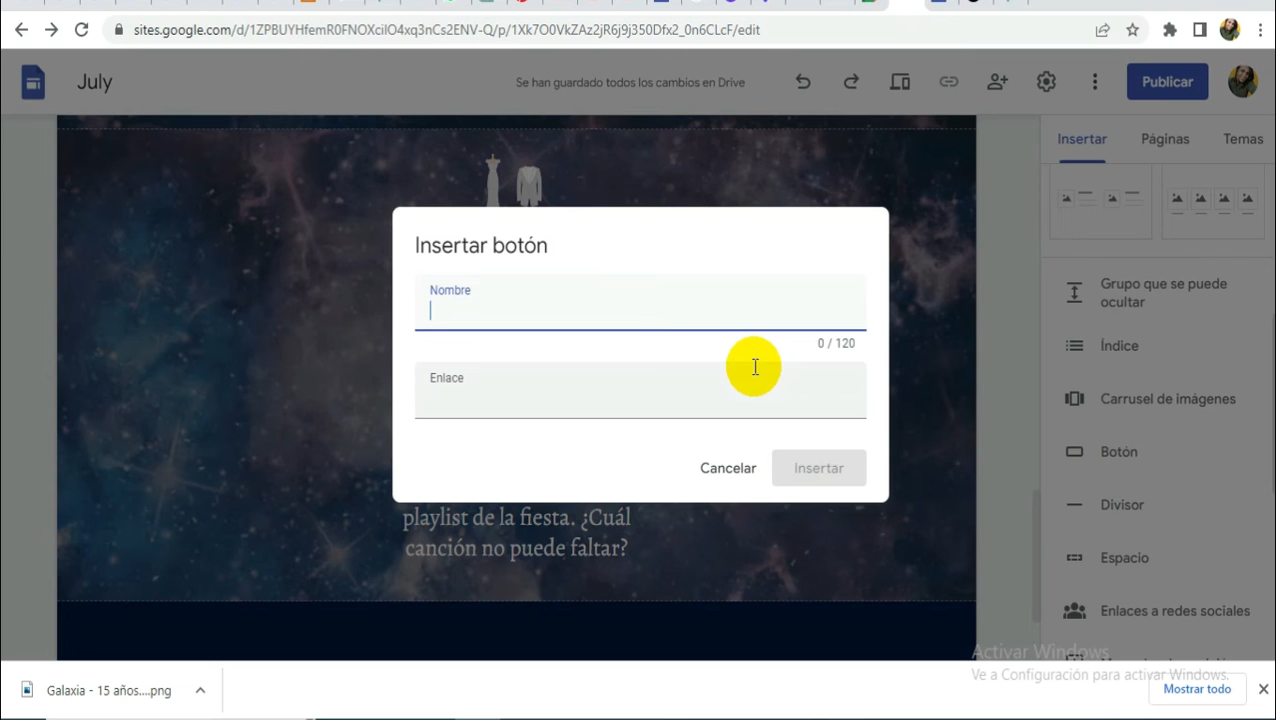 sites.google.com/d/1ZPBUYHfemR0FNOXcilO4xq3nCs2ENV-Q/p/1Xk7O0VkZAz2jR6j9j350Dfx2_0n6CLcF/edit
July
Se han guardado todos los cambios en Drive
Publicar
Insertar
Páginas
Temas
Insertar botón
Nombre
0 / 120
Enlace
Cancelar
Insertar
playlist de la fiesta. ¿Cuál
canción no puede faltar?
Grupo que se puede
ocultar
Índice
Carrusel de imágenes
Botón
Divisor
Espacio
Enlaces a redes sociales
Activar Windows
Ve a Configuración para activar Windows.
Galaxia - 15 años....png
Mostrar todo